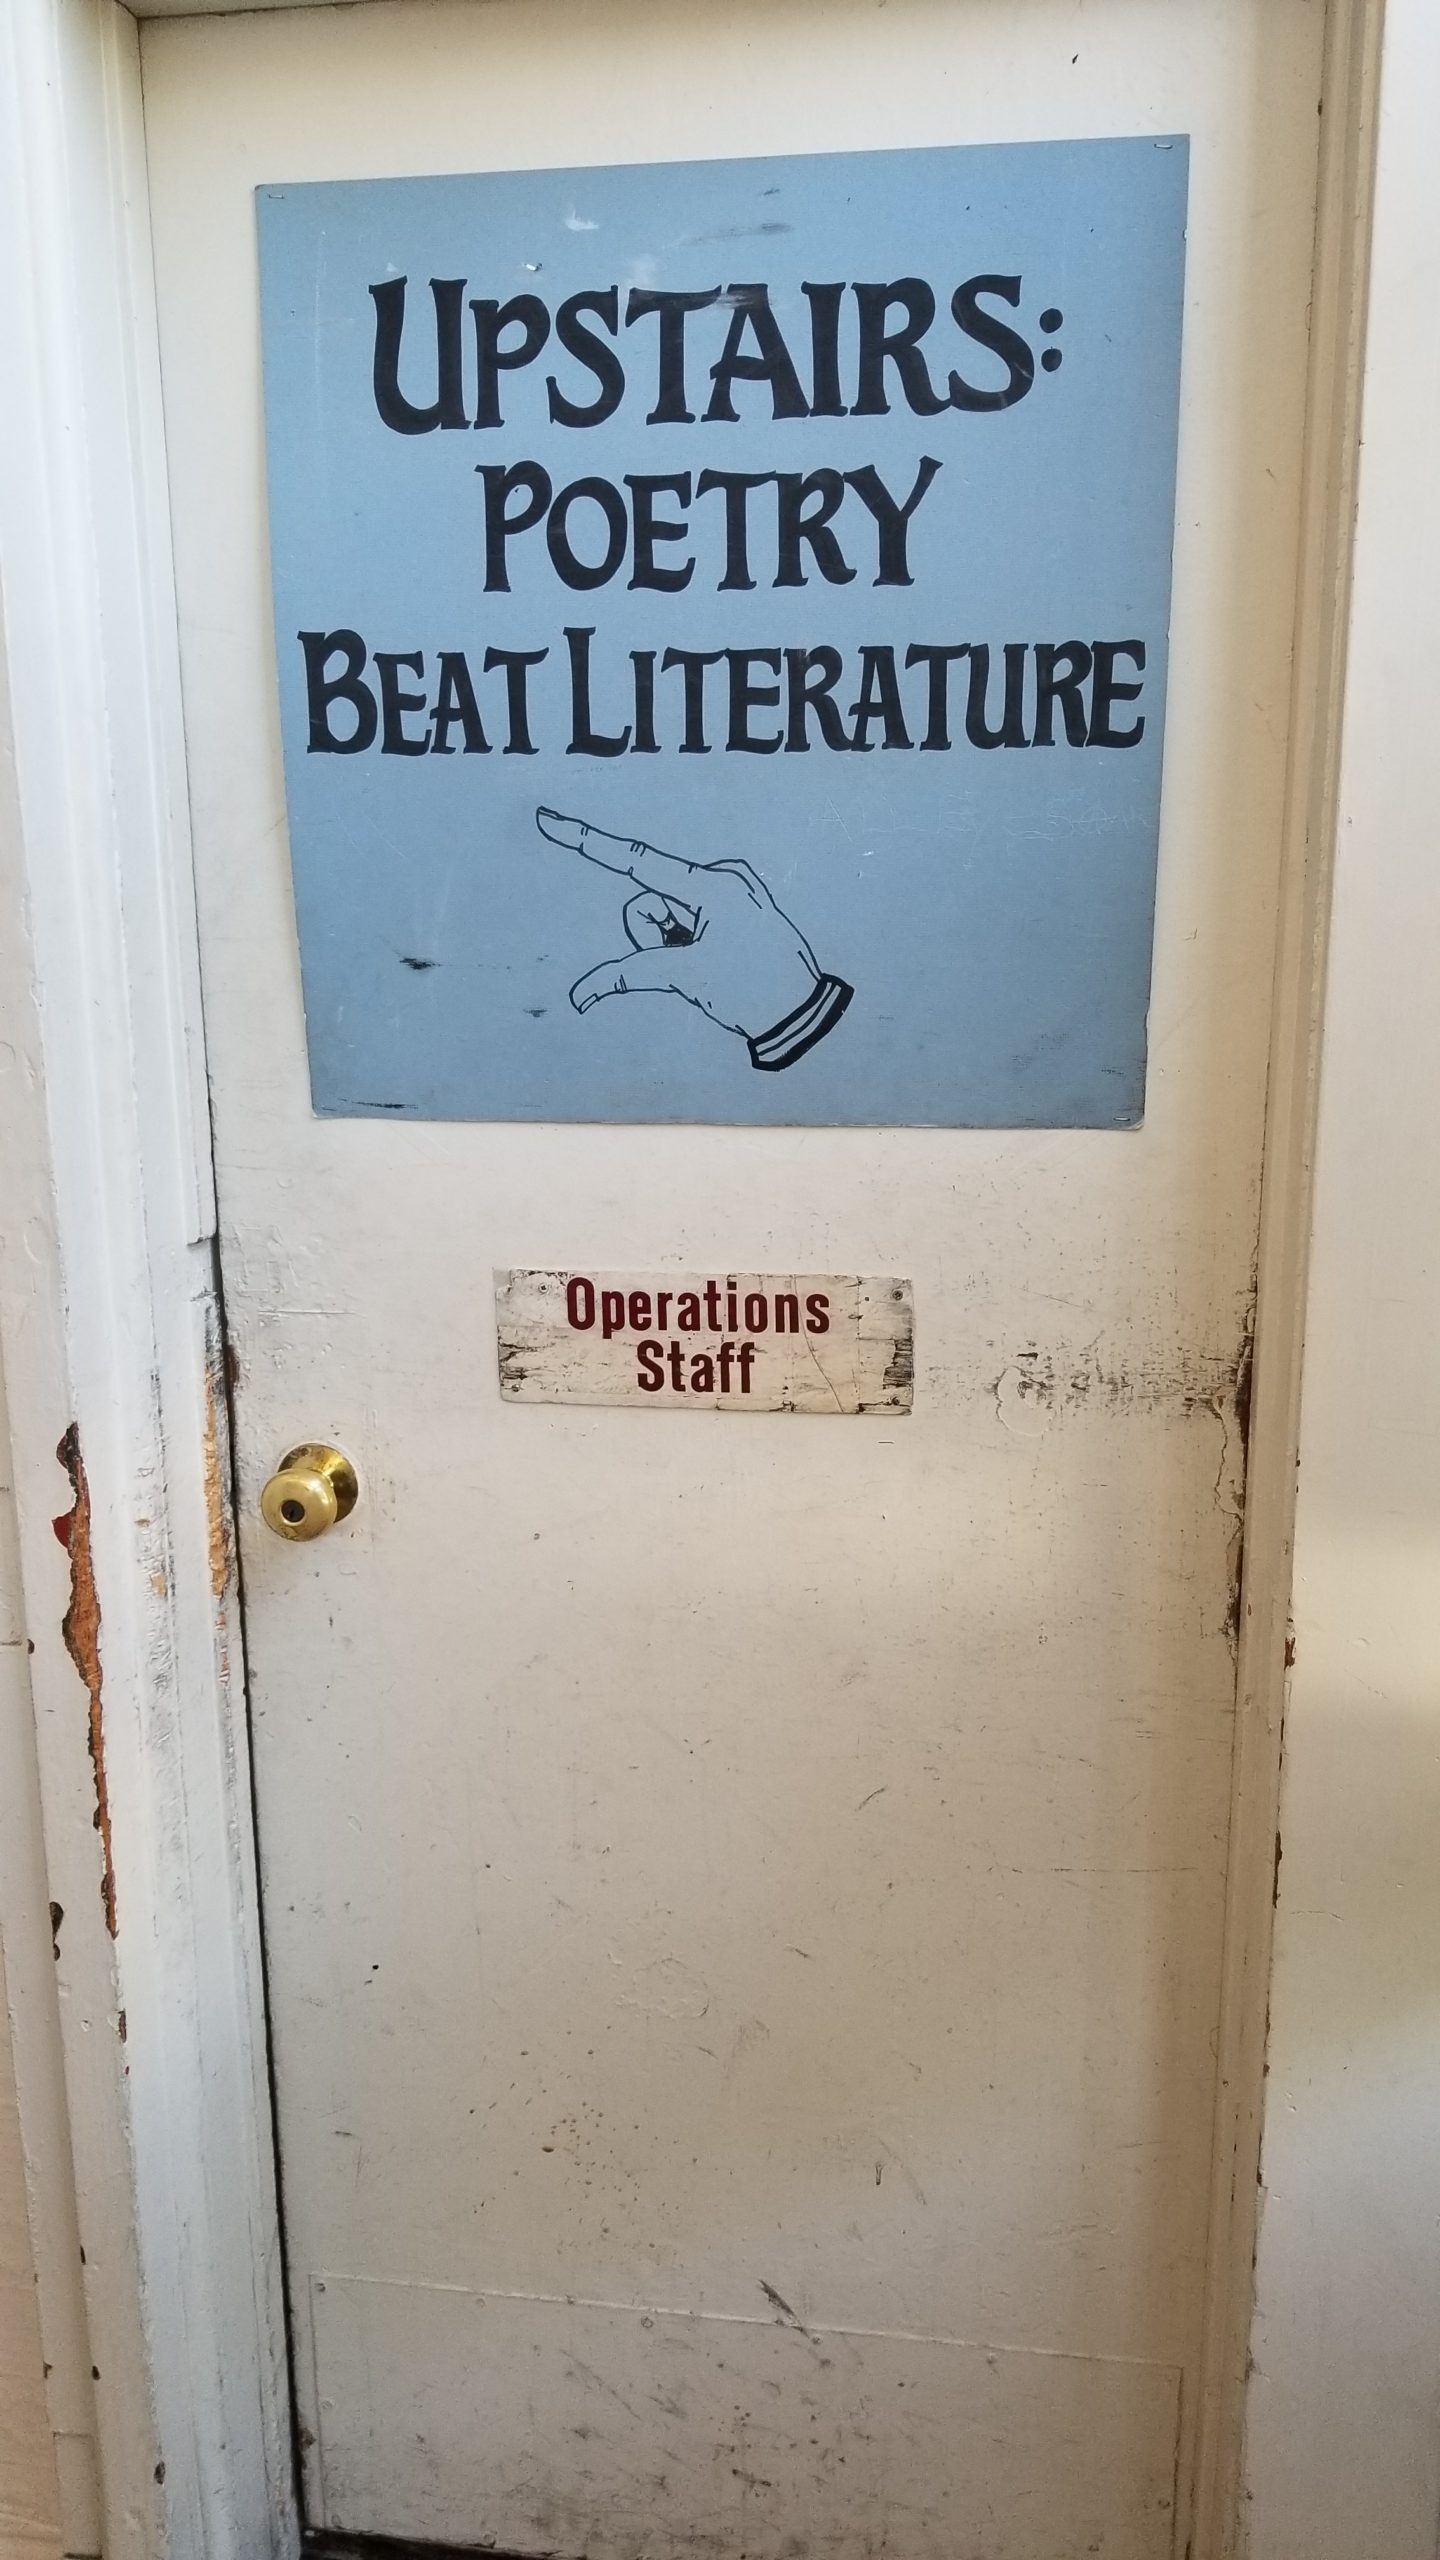 UPSTAIRS:
POETRY
BEAT LITERATURE
Operations
Staff